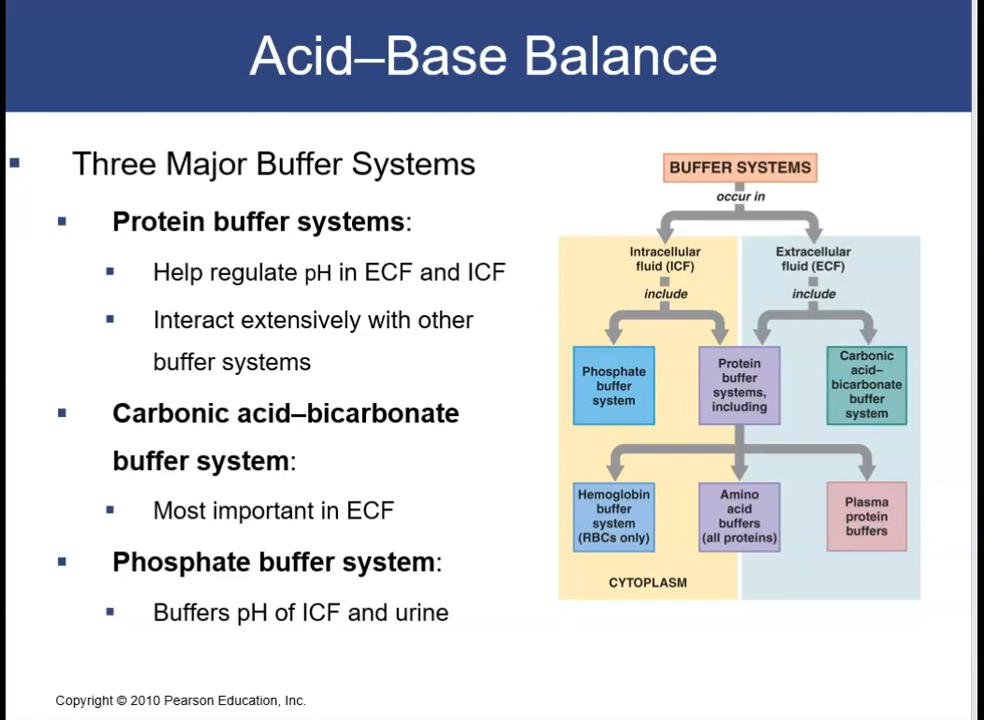 Acid–Base Balance
Three Major Buffer Systems
Protein buffer systems:
Help regulate pH in ECF and ICF
Interact extensively with other
buffer systems
Carbonic acid–bicarbonate
buffer system:
Most important in ECF
Phosphate buffer system:
Buffers pH of ICF and urine
BUFFER SYSTEMS
occur in
Intracellular
fluid (ICF)
Extracellular
fluid (ECF)
include
include
Phosphate
buffer
system
Protein
buffer
systems,
including
Carbonic
acid–
bicarbonate
buffer
system
Hemoglobin
buffer
system
(RBCs only)
Amino
acid
buffers
(all proteins)
Plasma
protein
buffers
CYTOPLASM
Copyright © 2010 Pearson Education, Inc.